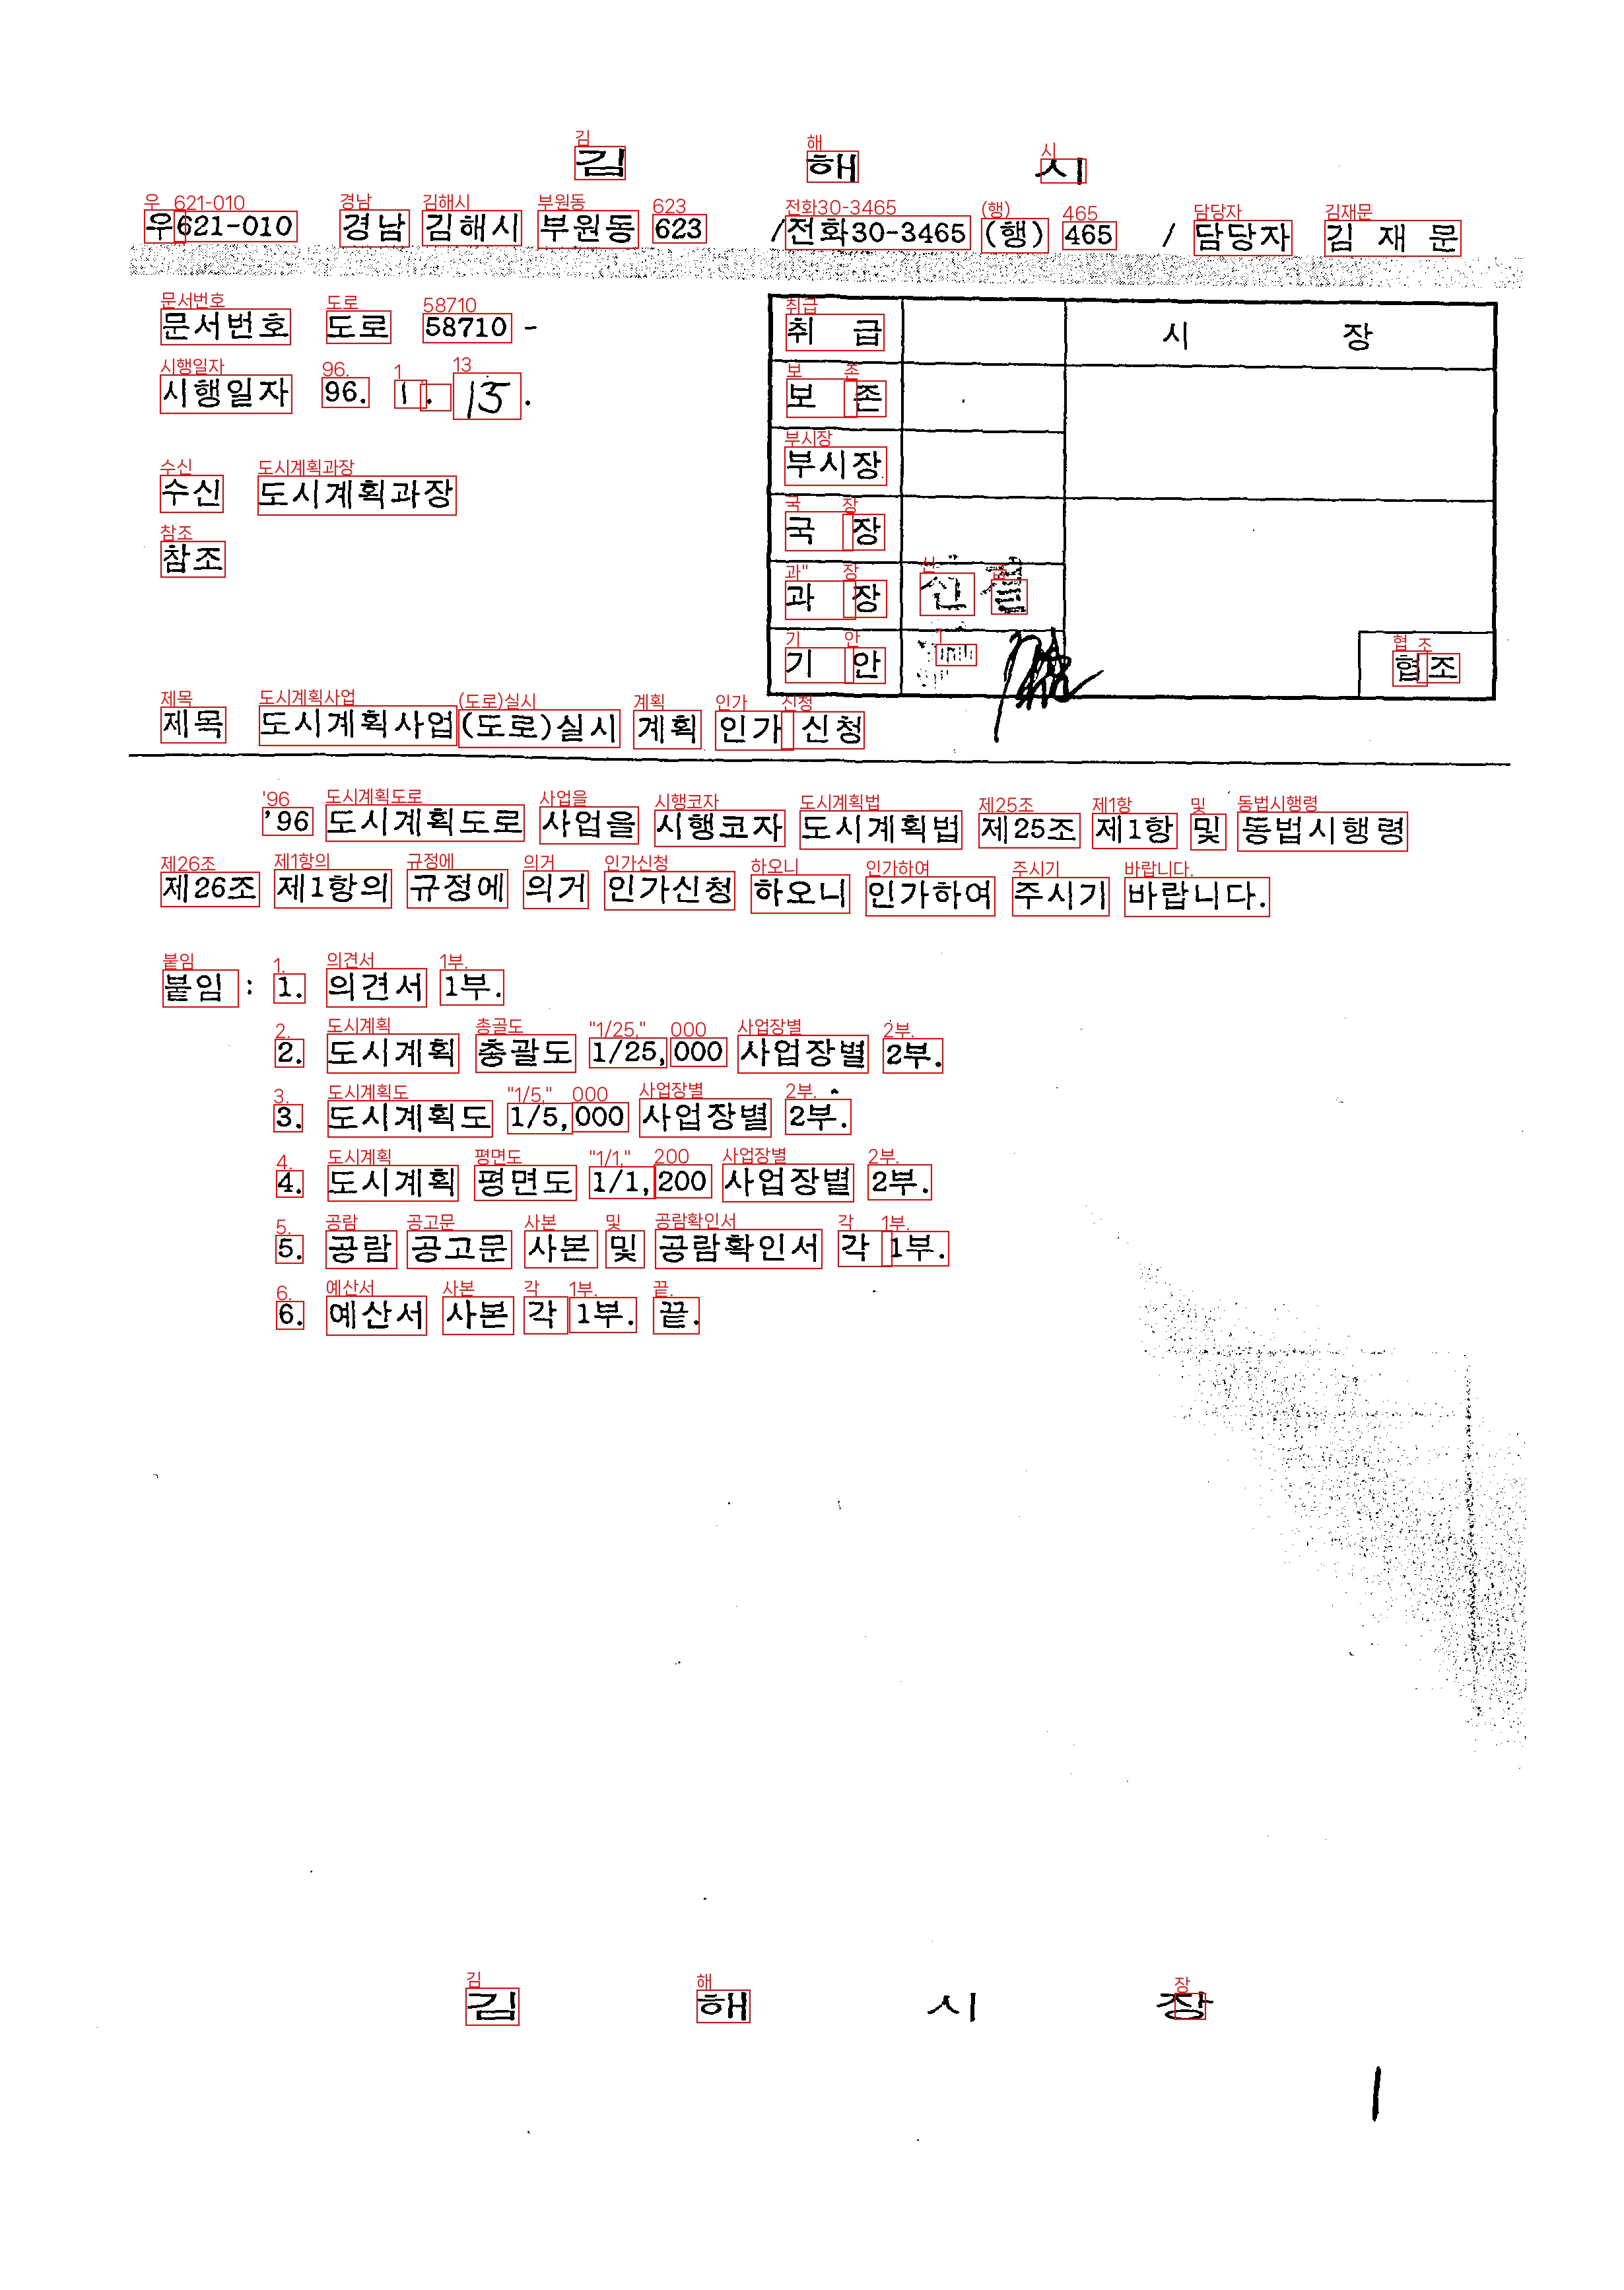 김 해 시
우621-010 경남 김해시 부원동 623 /전화30-3465 (행) 465 / 담당자 김 재 문
문서번호 도로 58710 -
시행일자 96. 1. 13.
수신 도시계획과장
참조
취 급 시 장
보 존
부시장
국 장
과 장
기 안
협조
제목 도시계획사업(도로)실시 계획 인가 신청
'96 도시계획도로 사업을 시행코자 도시계획법 제25조 제1항 및 동법시행령
제26조 제1항의 규정에 의거 인가신청 하오니 인가하여 주시기 바랍니다.
붙임 : 1. 의견서 1부.
2. 도시계획 총괄도 1/25,000 사업장별 2부.
3. 도시계획도 1/5,000 사업장별 2부.
4. 도시계획 평면도 1/1,200 사업장별 2부.
5. 공람 공고문 사본 및 공람확인서 각 1부.
6. 예산서 사본 각 1부. 끝.
김 해 시 장
1